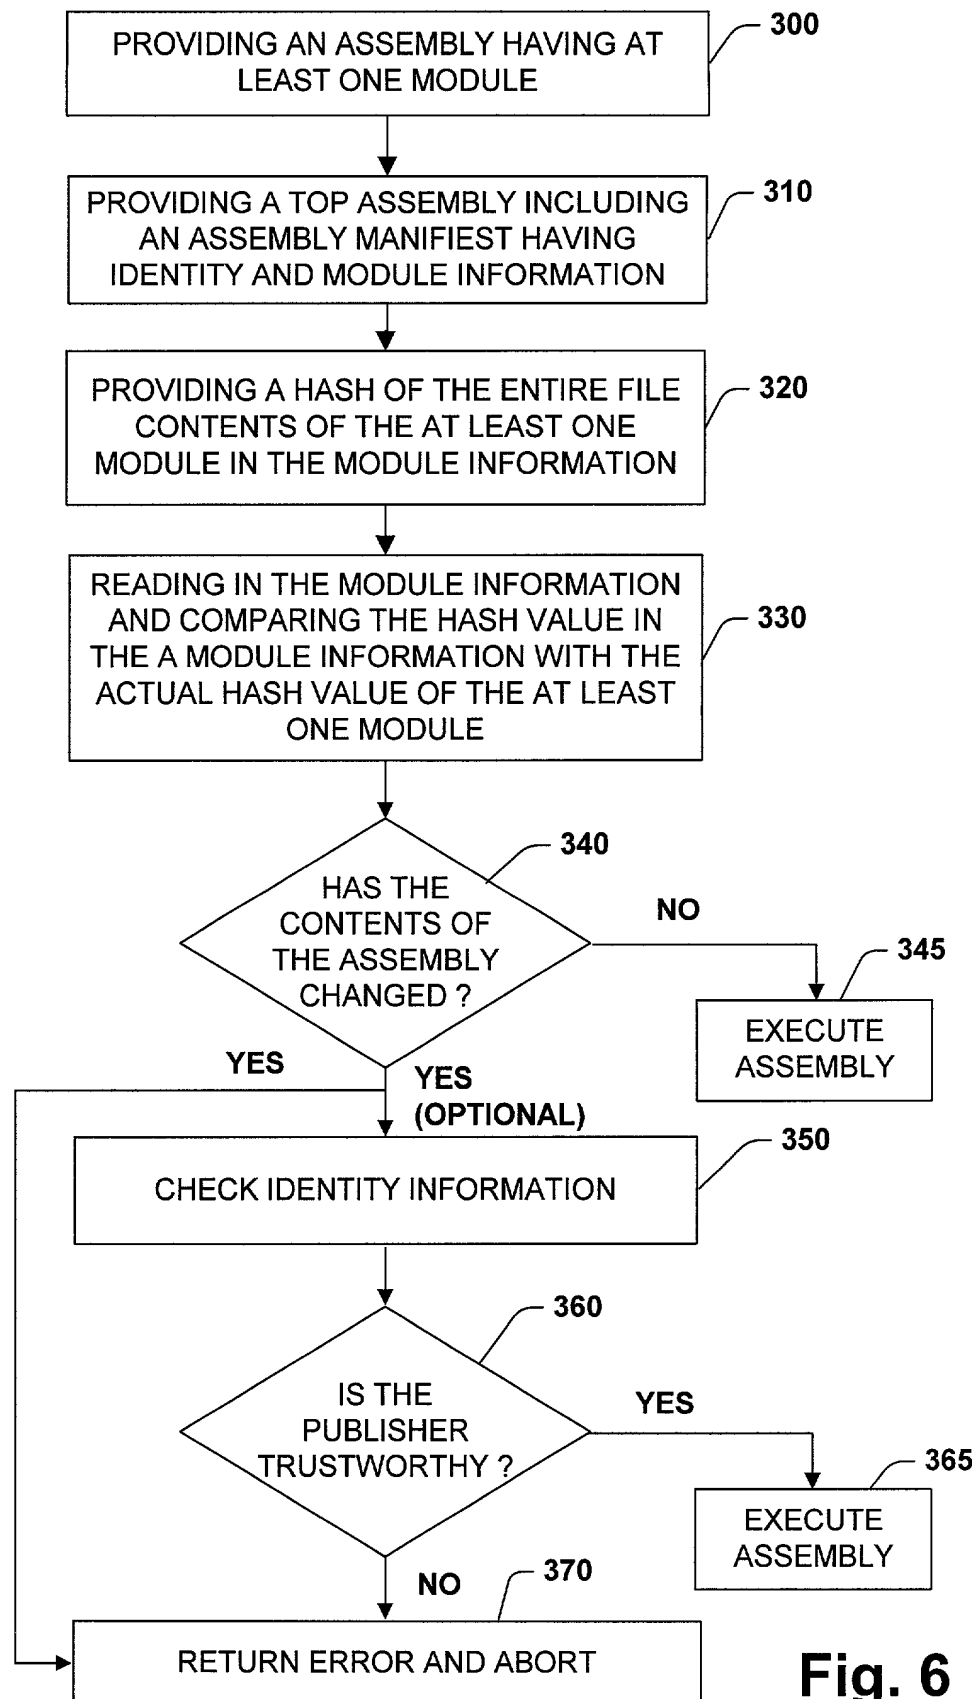 300
PROVIDING AN ASSEMBLY HAVING AT
LEAST ONE MODULE
310
PROVIDING A TOP ASSEMBLY INCLUDING
AN ASSEMBLY MANIFIEST HAVING
IDENTITY AND MODULE INFORMATION
320
PROVIDING A HASH OF THE ENTIRE FILE
CONTENTS OF THE AT LEAST ONE
MODULE IN THE MODULE INFORMATION
330
READING IN THE MODULE INFORMATION
AND COMPARING THE HASH VALUE IN
THE A MODULE INFORMATION WITH THE
ACTUAL HASH VALUE OF THE AT LEAST
ONE MODULE
340
HAS THE
CONTENTS OF
THE ASSEMBLY
CHANGED ?
NO
345
EXECUTE
ASSEMBLY
YES
YES
(OPTIONAL)
350
CHECK IDENTITY INFORMATION
360
IS THE
PUBLISHER
TRUSTWORTHY ?
YES
365
EXECUTE
ASSEMBLY
NO
370
RETURN ERROR AND ABORT
Fig. 6